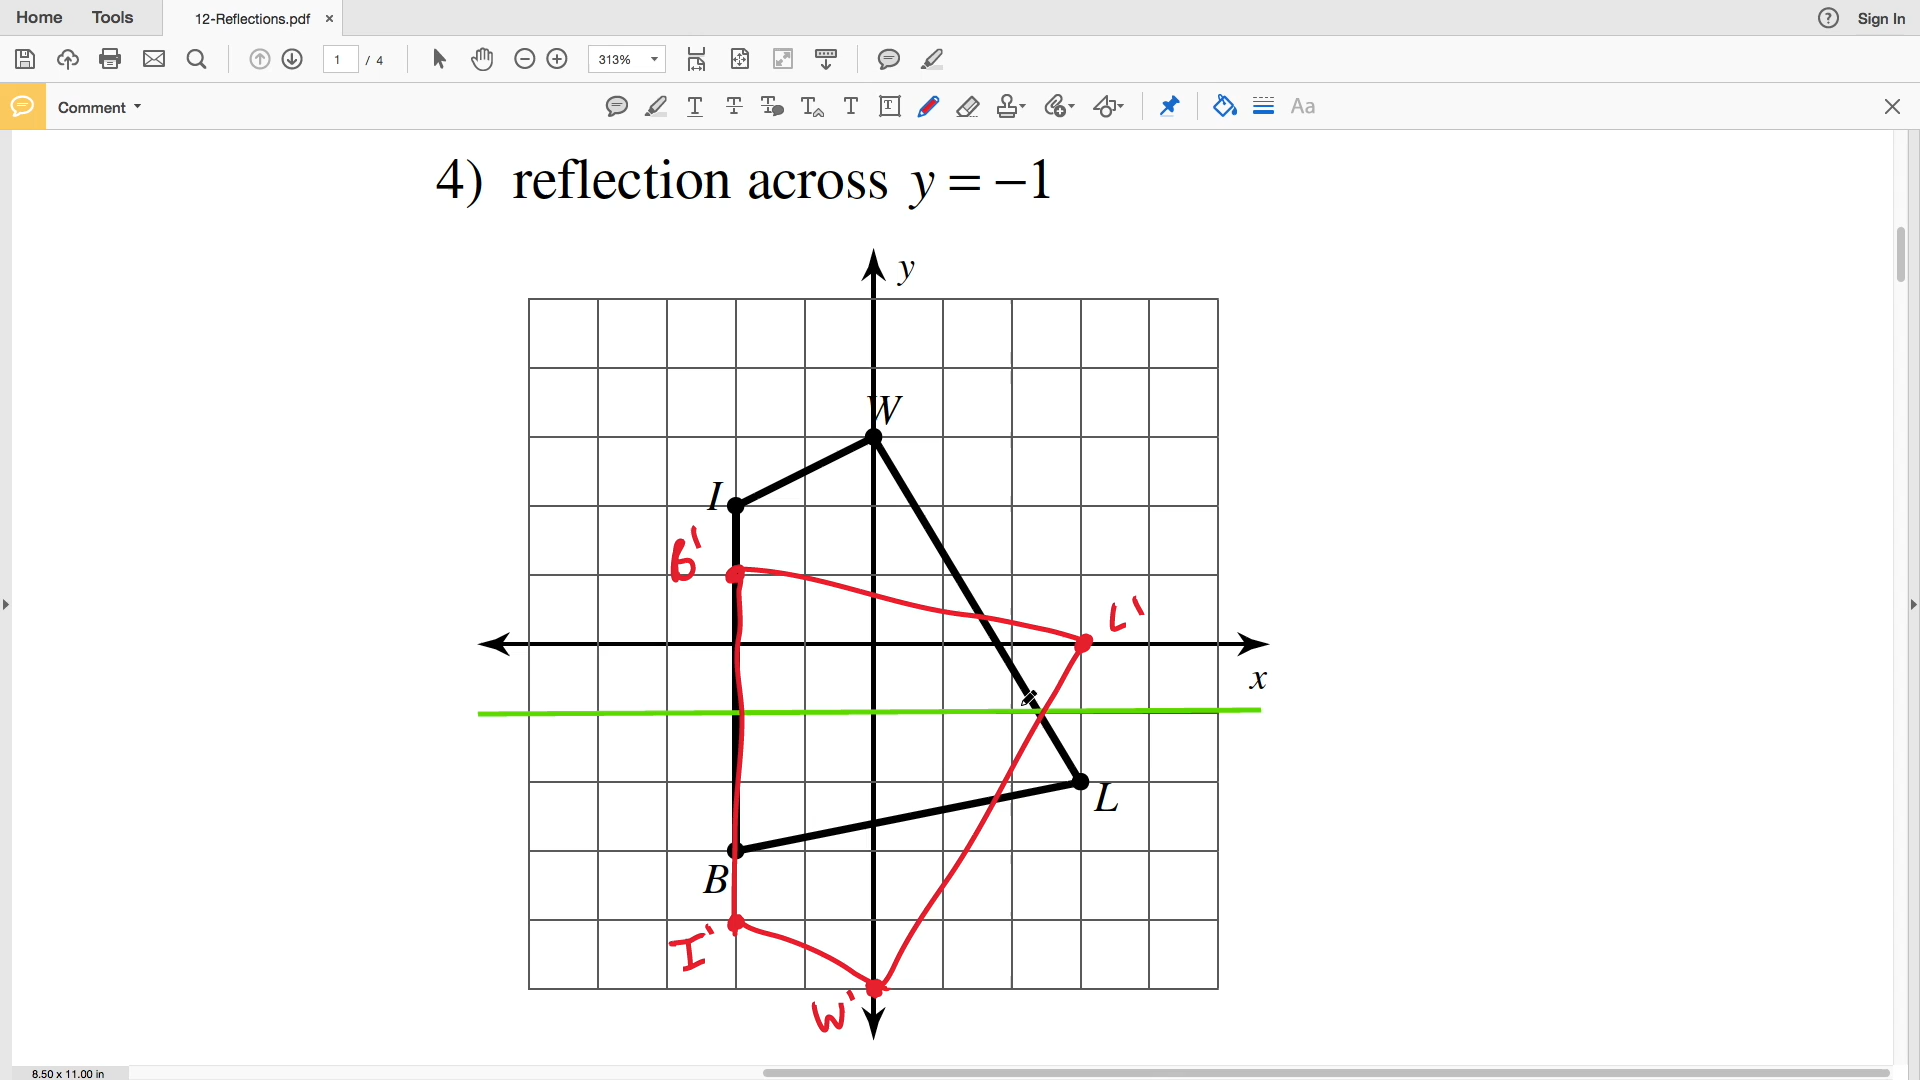 Home Tools 12-Reflections.pdf × ? Sign In
1 / 4 313%
Comment T T T T T T Aa
4) reflection across y = −1
y
W
I
B'
L'
x
L
B
I'
W'
8.50 x 11.00 in